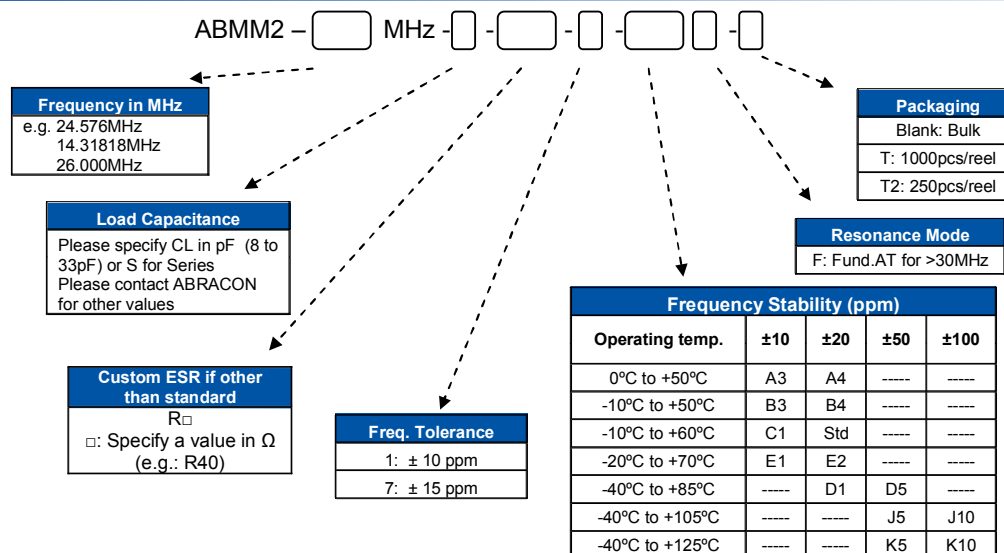 ABMM2 – MHz - - - - -
Frequency in MHz
e.g. 24.576MHz
14.31818MHz
26.000MHz
Load Capacitance
Please specify CL in pF (8 to
33pF) or S for Series
Please contact ABRACON
for other values
Custom ESR if other
than standard
R□
□: Specify a value in Ω
(e.g.: R40)
Freq. Tolerance
1: ± 10 ppm
7: ± 15 ppm
Packaging
Blank: Bulk
T: 1000pcs/reel
T2: 250pcs/reel
Resonance Mode
F: Fund.AT for >30MHz
Frequency Stability (ppm)
Operating temp. ±10 ±20 ±50 ±100
0ºC to +50ºC A3 A4 ----- -----
-10ºC to +50ºC B3 B4 ----- -----
-10ºC to +60ºC C1 Std ----- -----
-20ºC to +70ºC E1 E2 ----- -----
-40ºC to +85ºC ----- D1 D5 -----
-40ºC to +105ºC ----- ----- J5 J10
-40ºC to +125ºC ----- ----- K5 K10